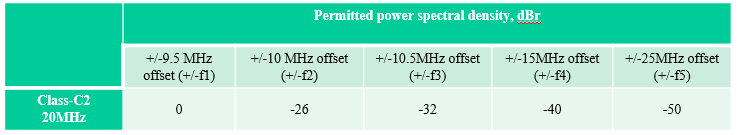 Permitted power spectral density, dBr
+/-9.5 MHz
offset (+/-f1)
+/-10 MHz offset
(+/-f2)
+/-10.5MHz offset
(+/-f3)
+/-15MHz offset
(+/-f4)
+/-25MHz offset
(+/-f5)
Class-C2
20MHz
0
-26
-32
-40
-50